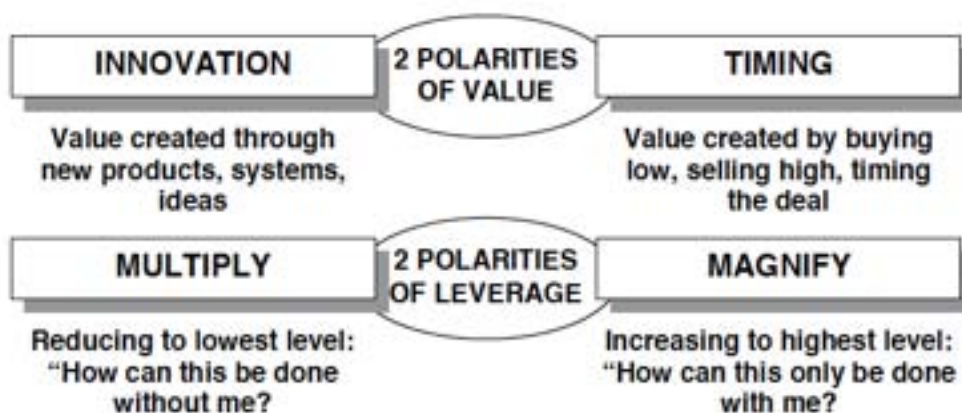 INNOVATION
2 POLARITIES
OF VALUE
TIMING
Value created through
new products, systems,
ideas
Value created by buying
low, selling high, timing
the deal
MULTIPLY
2 POLARITIES
OF LEVERAGE
MAGNIFY
Reducing to lowest level:
“How can this be done
without me?
Increasing to highest level:
“How can this only be done
with me?